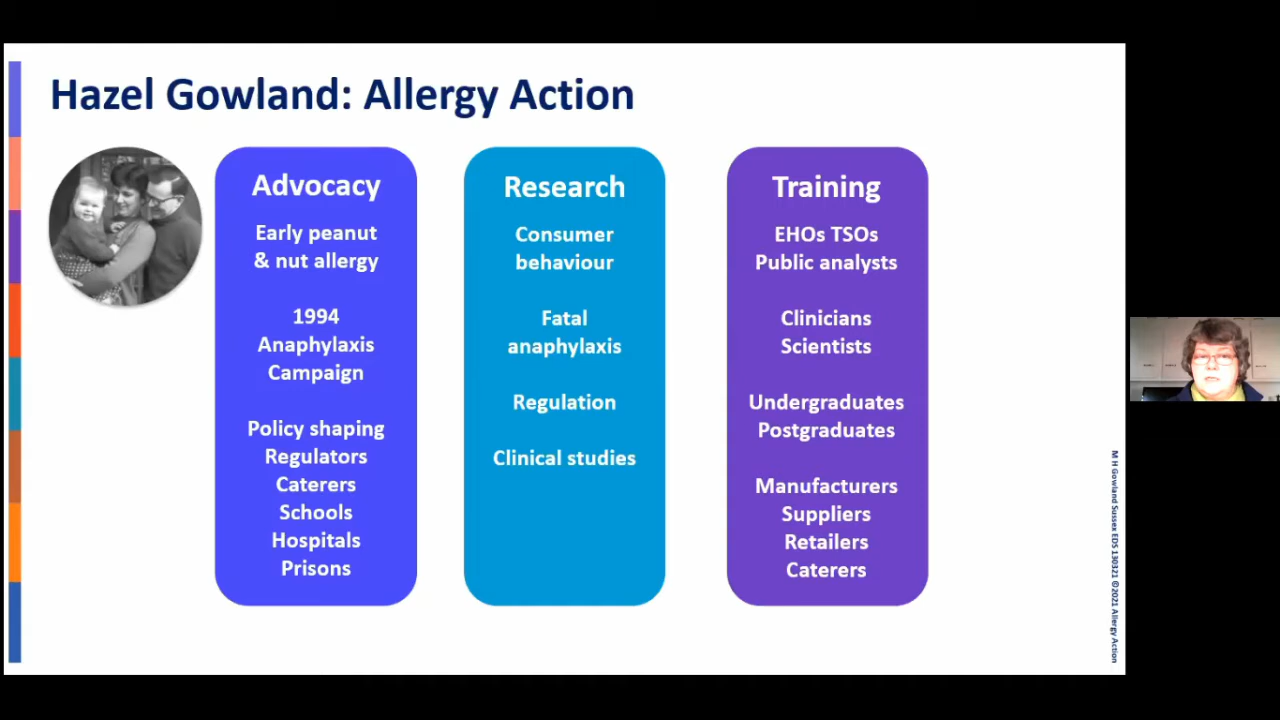 Hazel Gowland: Allergy Action
Advocacy
Early peanut
& nut allergy
1994
Anaphylaxis
Campaign
Policy shaping
Regulators
Caterers
Schools
Hospitals
Prisons
Research
Consumer
behaviour
Fatal
anaphylaxis
Regulation
Clinical studies
Training
EHOs TSOs
Public analysts
Clinicians
Scientists
Undergraduates
Postgraduates
Manufacturers
Suppliers
Retailers
Caterers
M H Gowland Sussex EDS 130321 ©2021 Allergy Action